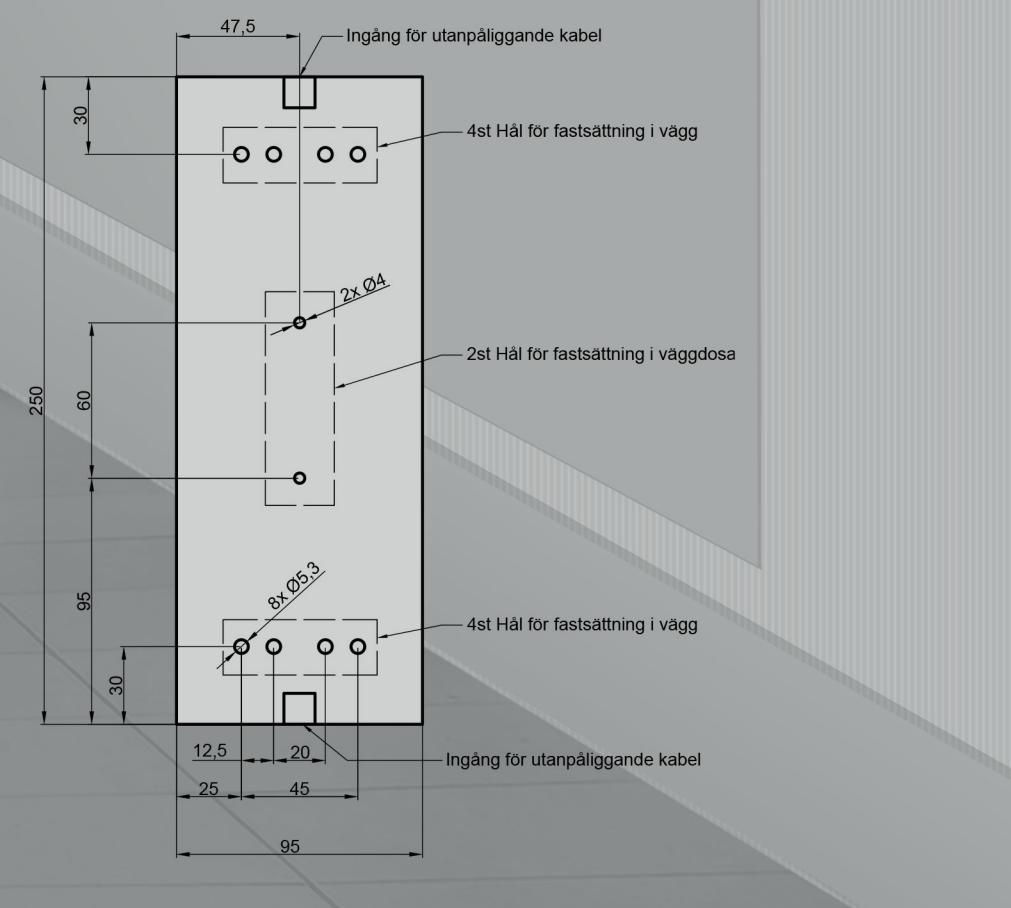 47,5
Ingång för utanpåliggande kabel
30
4st Hål för fastsättning i vägg
2x Ø4
2st Hål för fastsättning i väggdosa
250
60
8x Ø5,3
95
4st Hål för fastsättning i vägg
30
12,5
20
Ingång för utanpåliggande kabel
25
45
95